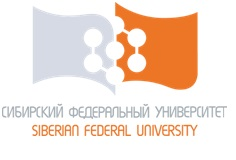 СИБИРСКИЙ ФЕДЕРАЛЬНЫЙ УНИВЕРСИТЕТ
SIBERIAN FEDERAL UNIVERSITY